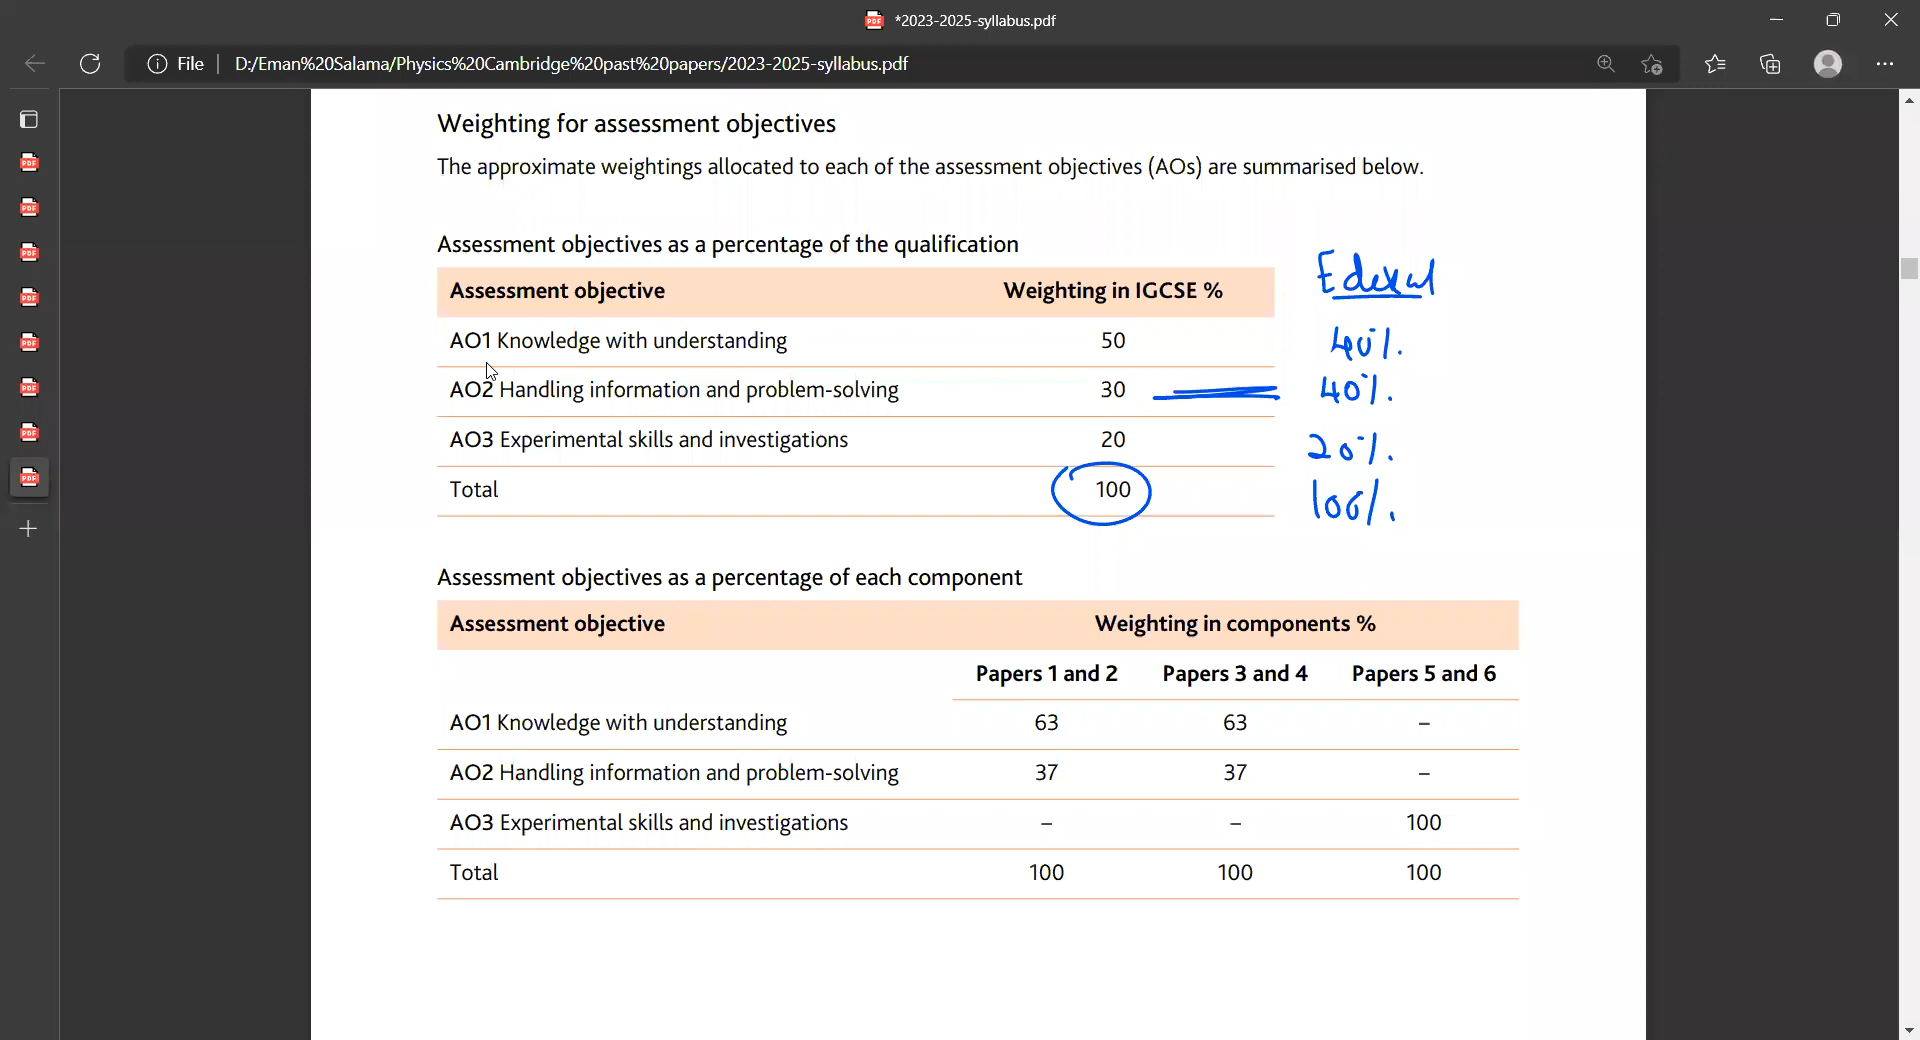 *2023-2025-syllabus.pdf
File D:/Eman%20Salama/Physics%20Cambridge%20past%20papers/2023-2025-syllabus.pdf
Weighting for assessment objectives
The approximate weightings allocated to each of the assessment objectives (AOs) are summarised below.
Assessment objectives as a percentage of the qualification
Edexcel
Assessment objective Weighting in IGCSE %
AO1 Knowledge with understanding 50 40%.
AO2 Handling information and problem-solving 30 40%.
AO3 Experimental skills and investigations 20 20%.
Total 100 100%.
Assessment objectives as a percentage of each component
Assessment objective Weighting in components %
Papers 1 and 2 Papers 3 and 4 Papers 5 and 6
AO1 Knowledge with understanding 63 63 –
AO2 Handling information and problem-solving 37 37 –
AO3 Experimental skills and investigations – – 100
Total 100 100 100